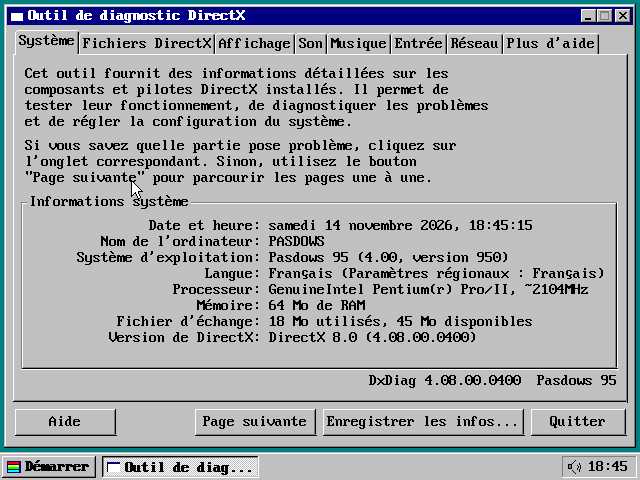 Outil de diagnostic DirectX
Système Fichiers DirectX Affichage Son Musique Entrée Réseau Plus d'aide
Cet outil fournit des informations détaillées sur les
composants et pilotes DirectX installés. Il permet de
tester leur fonctionnement, de diagnostiquer les problèmes
et de régler la configuration du système.
Si vous savez quelle partie pose problème, cliquez sur
l'onglet correspondant. Sinon, utilisez le bouton
"Page suivante" pour parcourir les pages une à une.
Informations système
Date et heure: samedi 14 novembre 2026, 18:45:15
Nom de l'ordinateur: PASDOWS
Système d'exploitation: Pasdows 95 (4.00, version 950)
Langue: Français (Paramètres régionaux : Français)
Processeur: GenuineIntel Pentium(r) Pro/II, ~2104MHz
Mémoire: 64 Mo de RAM
Fichier d'échange: 18 Mo utilisés, 45 Mo disponibles
Version de DirectX: DirectX 8.0 (4.08.00.0400)
DxDiag 4.08.00.0400 Pasdows 95
Aide Page suivante Enregistrer les infos... Quitter
Démarrer Outil de diag... 18:45